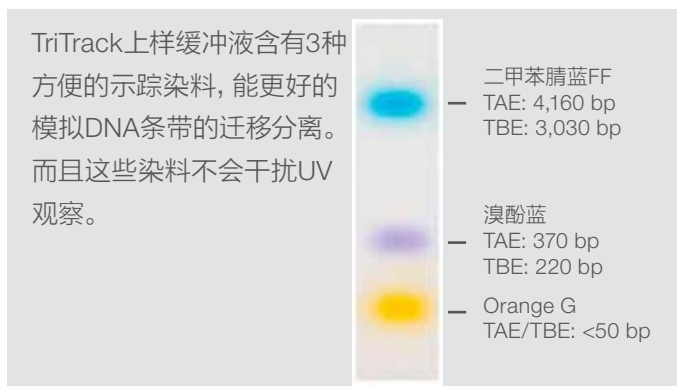 TriTrack上样缓冲液含有3种
方便的示踪染料, 能更好的
模拟DNA条带的迁移分离。
而且这些染料不会干扰UV
观察。
二甲苯腈蓝FF
TAE: 4,160 bp
TBE: 3,030 bp
溴酚蓝
TAE: 370 bp
TBE: 220 bp
Orange G
TAE/TBE: <50 bp